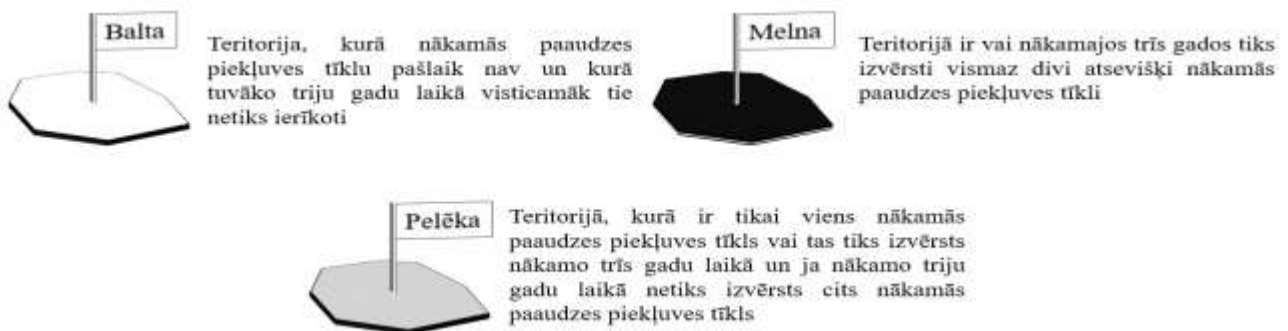 Balta
Teritorija, kurā nākamās paaudzes
piekļuves tīklu pašlaik nav un kurā
tuvāko triju gadu laikā visticamāk tie
netiks ierīkoti
Melna
Teritorijā ir vai nākamajos trīs gados tiks
izvērsti vismaz divi atsevišķi nākamās
paaudzes piekļuves tīkli
Pelēka
Teritorijā, kurā ir tikai viens nākamās
paaudzes piekļuves tīkls vai tas tiks izvērsts
nākamo trīs gadu laikā un ja nākamo triju
gadu laikā netiks izvērsts cits nākamās
paaudzes piekļuves tīkls